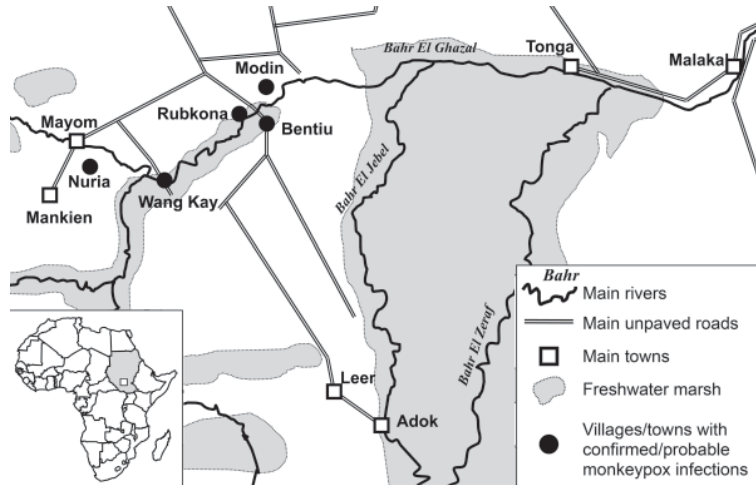 Bahr El Ghazal
Tonga
Malakal
Modin
Rubkona
Bentiu
Mayom
Nuria
Mankien
Wang Kay
Bahr El Jebel
Bahr El Zeraf
Leer
Adok
Bahr
Main rivers
Main unpaved roads
Main towns
Freshwater marsh
Villages/towns with
confirmed/probable
monkeypox infections